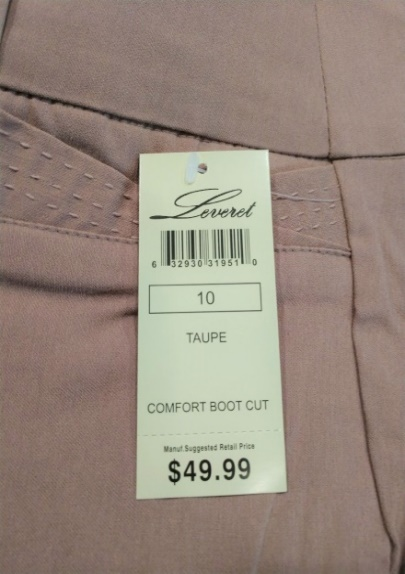 Leveret
6 32930 31951 0
10
TAUPE
COMFORT BOOT CUT
Manuf.Suggested Retail Price
$49.99